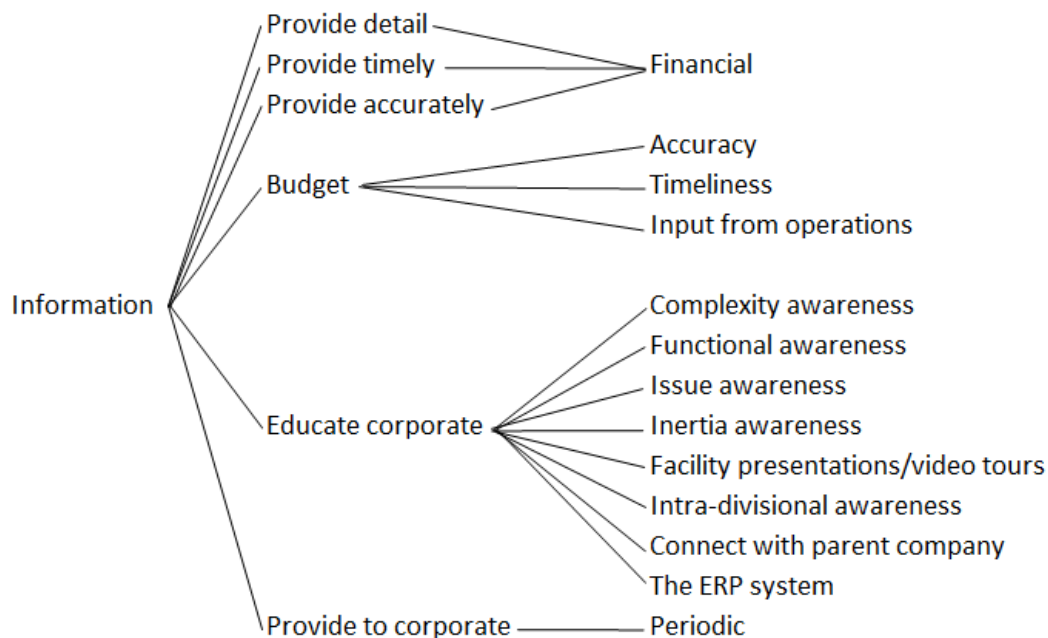 Provide detail
Provide timely
Financial
Provide accurately
Accuracy
Budget
Timeliness
Input from operations
Information
Complexity awareness
Functional awareness
Issue awareness
Educate corporate
Inertia awareness
Facility presentations/video tours
Intra-divisional awareness
Connect with parent company
The ERP system
Provide to corporate
Periodic